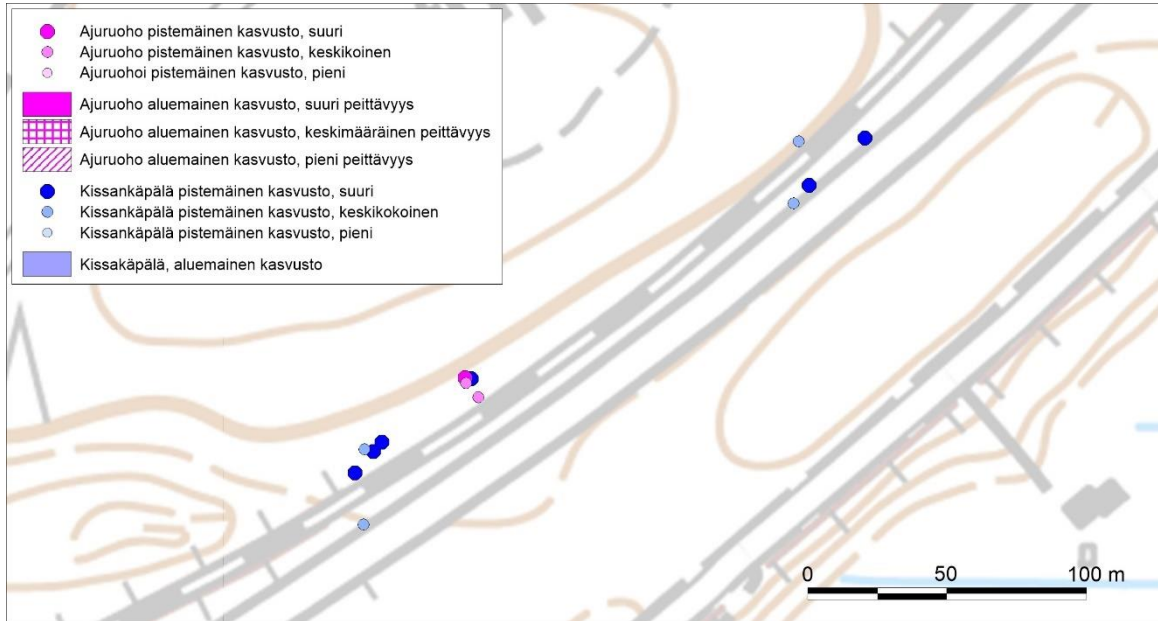 Ajuruoho pistemäinen kasvusto, suuri
Ajuruoho pistemäinen kasvusto, keskikoinen
Ajuruohoi pistemäinen kasvusto, pieni
Ajuruoho aluemainen kasvusto, suuri peittävyys
Ajuruoho aluemainen kasvusto, keskimääräinen peittävyys
Ajuruoho aluemainen kasvusto, pieni peittävyys
Kissankäpälä pistemäinen kasvusto, suuri
Kissankäpälä pistemäinen kasvusto, keskikokoinen
Kissankäpälä pistemäinen kasvusto, pieni
Kissakäpälä, aluemainen kasvusto
0 50 100 m